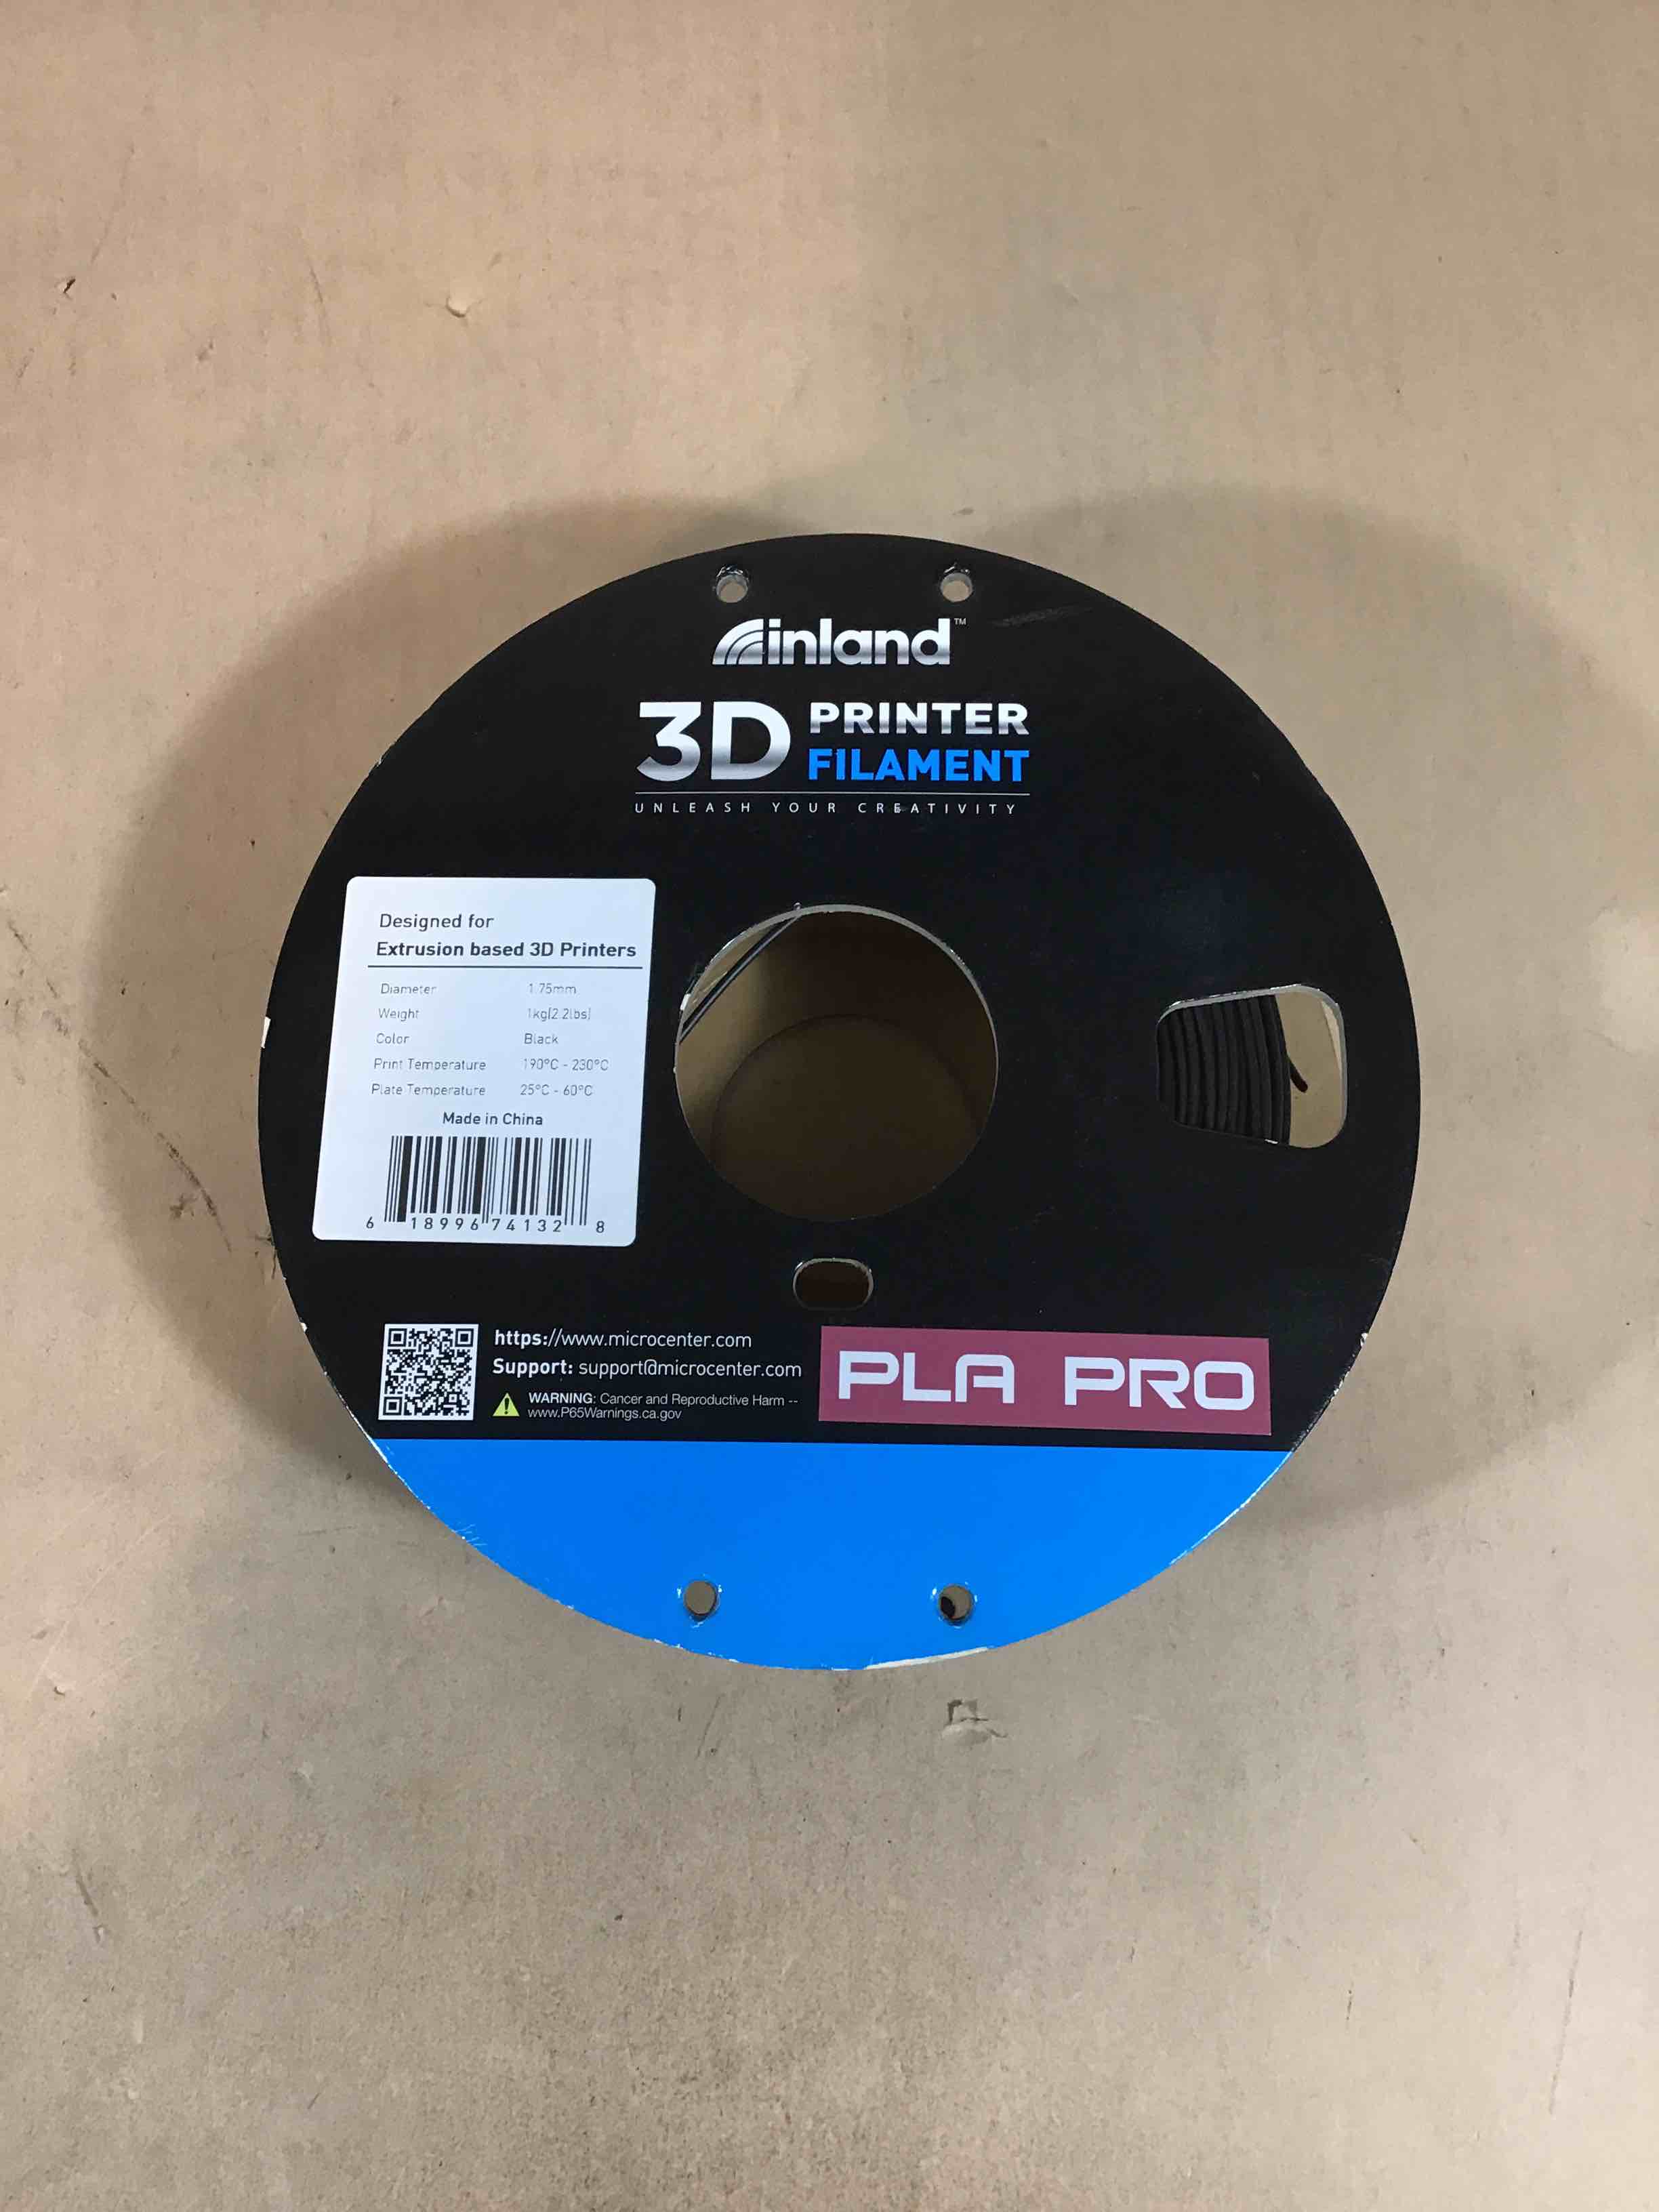 inland™
3D PRINTER
FILAMENT
UNLEASH YOUR CREATIVITY
Designed for
Extrusion based 3D Printers
Diameter 1.75mm
Weight 1kg(2.2lbs)
Color Black
Print Temperature 190°C - 230°C
Plate Temperature 25°C - 60°C
Made in China
6 18996 74132 8
https://www.microcenter.com
Support: support@microcenter.com
WARNING: Cancer and Reproductive Harm --
www.P65Warnings.ca.gov
PLA PRO